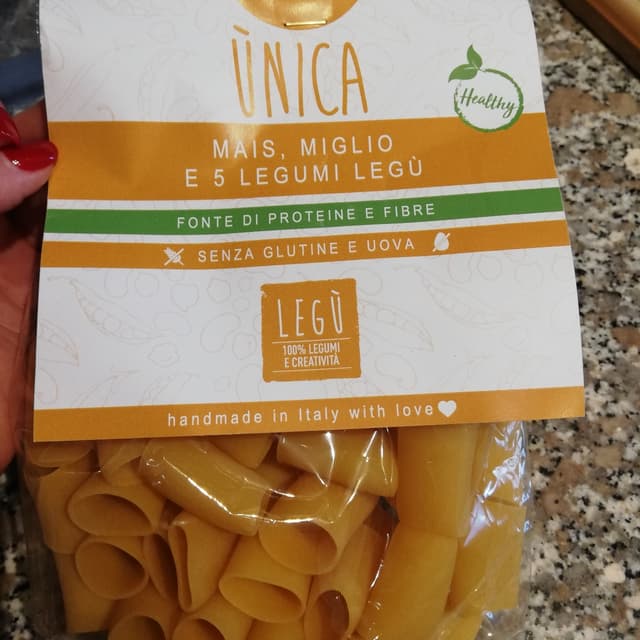 ÙNICA
Healthy
MAIS, MIGLIO
E 5 LEGUMI LEGÙ
FONTE DI PROTEINE E FIBRE
SENZA GLUTINE E UOVA
LEGÙ
100% LEGUMI
E CREATIVITÀ
handmade in Italy with love